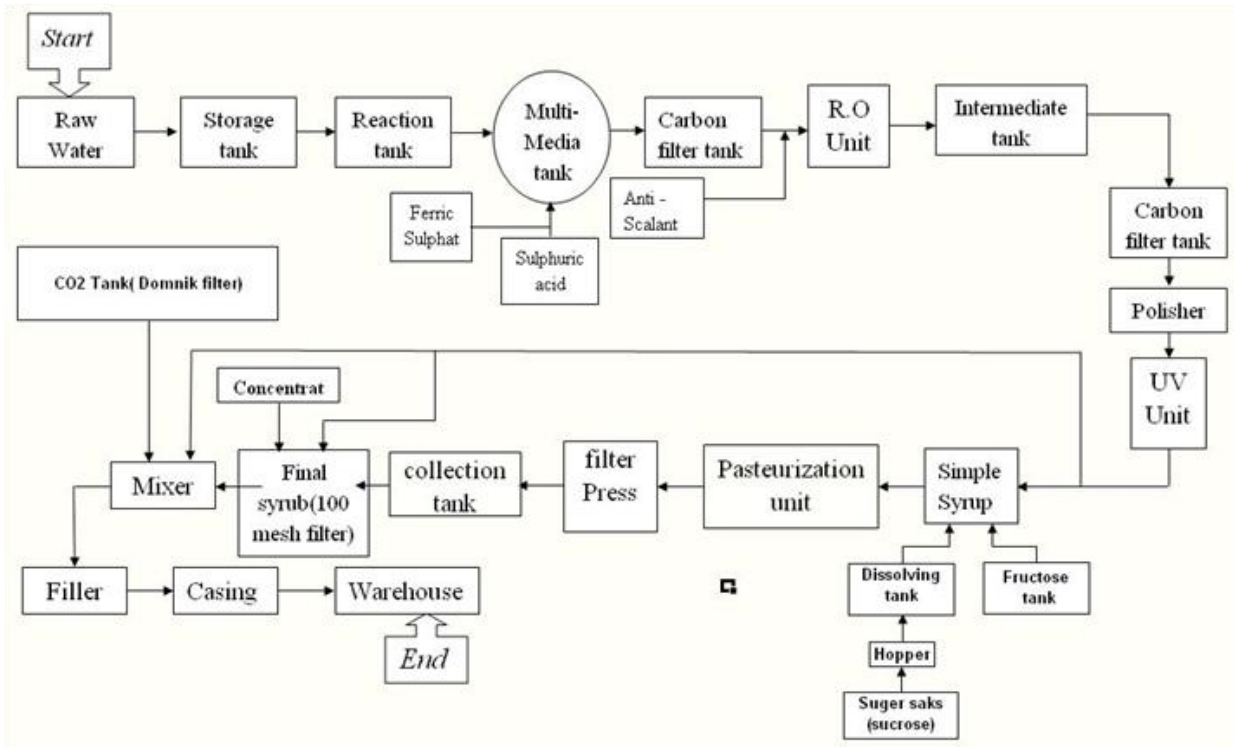 Start
Raw
Water
Storage
tank
Reaction
tank
Multi-
Media
tank
Carbon
filter tank
R.O
Unit
Intermediate
tank
Ferric
Sulphat
Sulphuric
acid
Anti -
Scalant
Carbon
filter tank
Polisher
UV
Unit
CO2 Tank( Domnik filter)
Concentrat
Mixer
Final
syrub(100
mesh filter)
collection
tank
filter
Press
Pasteurization
unit
Simple
Syrup
Dissolving
tank
Fructose
tank
Hopper
Suger saks
(sucrose)
Filler
Casing
Warehouse
End